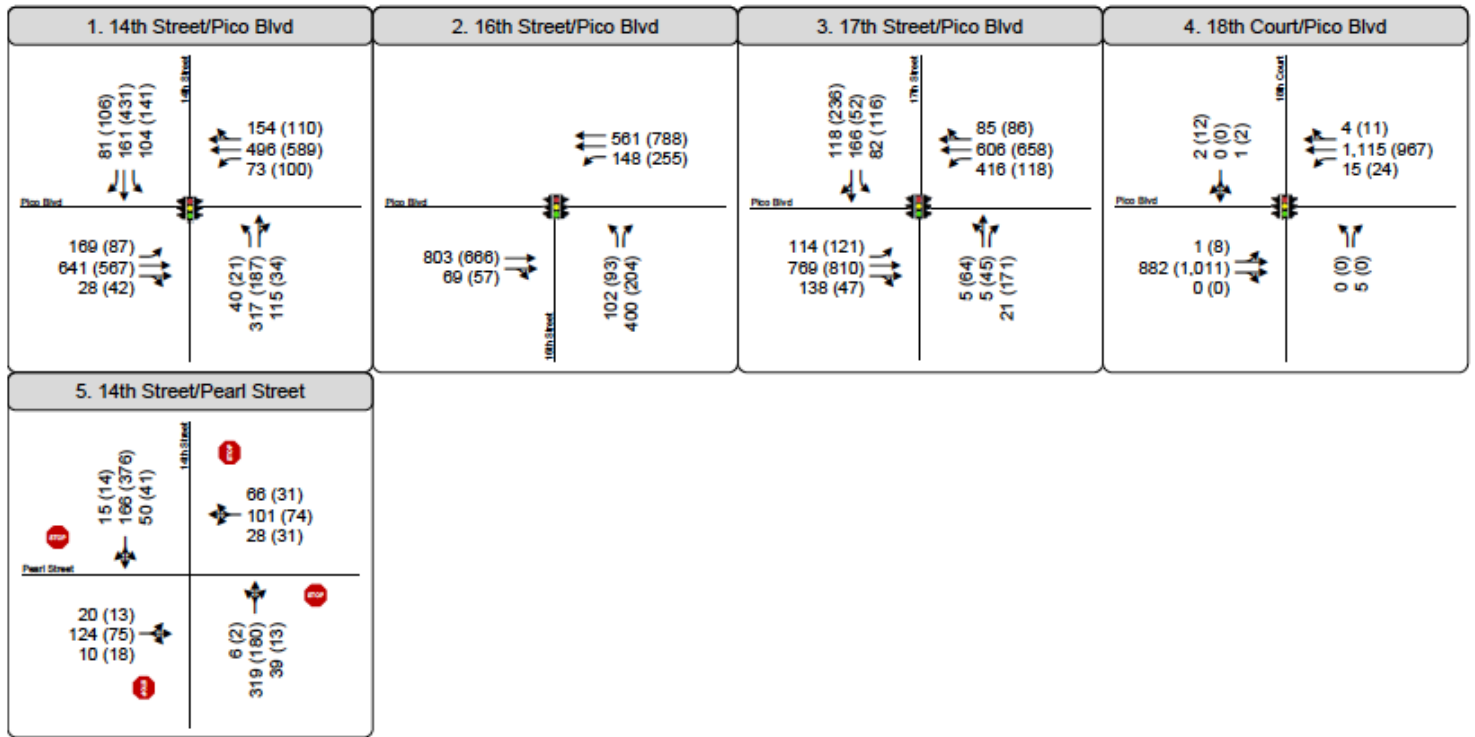 1. 14th Street/Pico Blvd
81 (106)
161 (431)
104 (141)
14th Street
154 (110)
496 (589)
73 (100)
Pico Blvd
169 (87)
641 (567)
28 (42)
40 (21)
317 (187)
115 (34)
2. 16th Street/Pico Blvd
561 (788)
148 (255)
Pico Blvd
803 (666)
69 (57)
16th Street
102 (93)
400 (204)
3. 17th Street/Pico Blvd
118 (236)
166 (52)
82 (116)
17th Street
85 (86)
606 (658)
416 (118)
Pico Blvd
114 (121)
769 (810)
138 (47)
5 (64)
5 (45)
21 (171)
4. 18th Court/Pico Blvd
2 (12)
0 (0)
1 (2)
18th Court
4 (11)
1,115 (967)
15 (24)
Pico Blvd
1 (8)
882 (1,011)
0 (0)
0 (0)
5 (0)
5. 14th Street/Pearl Street
15 (14)
166 (376)
50 (41)
14th Street
STOP
66 (31)
101 (74)
28 (31)
STOP
Pearl Street
20 (13)
124 (75)
10 (18)
STOP
6 (2)
319 (180)
39 (13)
STOP